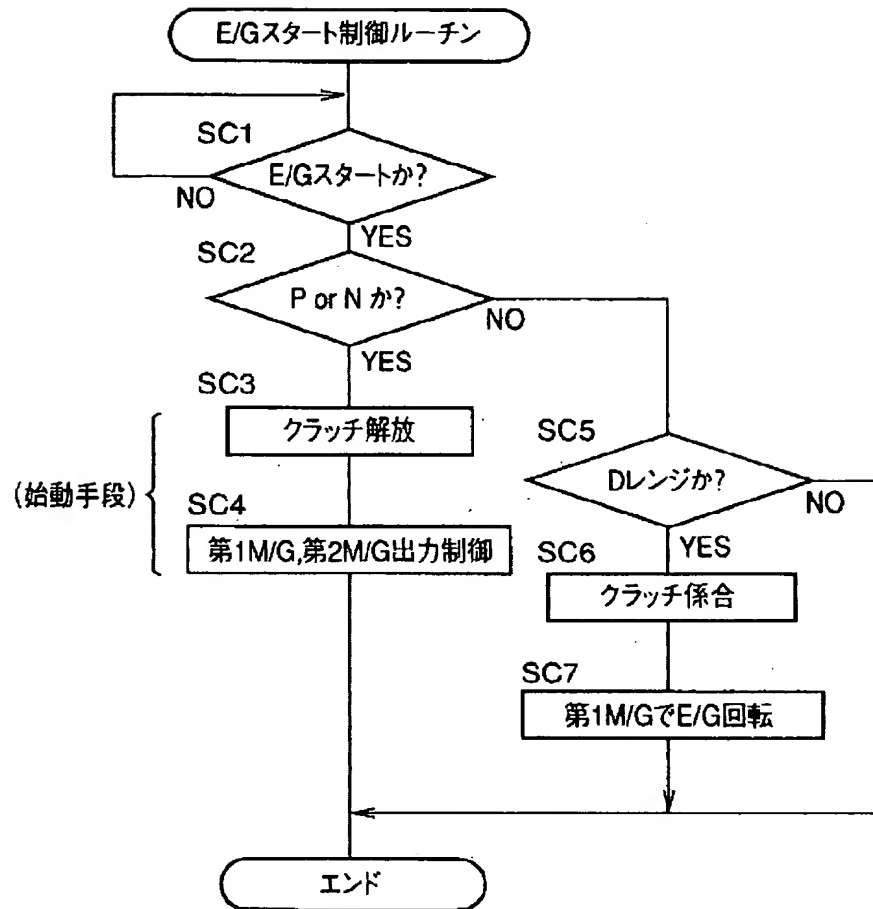 E/Gスタート制御ルーチン
SC1
E/Gスタートか?
NO
YES
SC2
P or N か?
NO
YES
SC3
クラッチ解放
SC5
Dレンジか?
NO
(始動手段)
SC4
第1M/G,第2M/G出力制御
YES
SC6
クラッチ係合
SC7
第1M/GでE/G回転
エンド